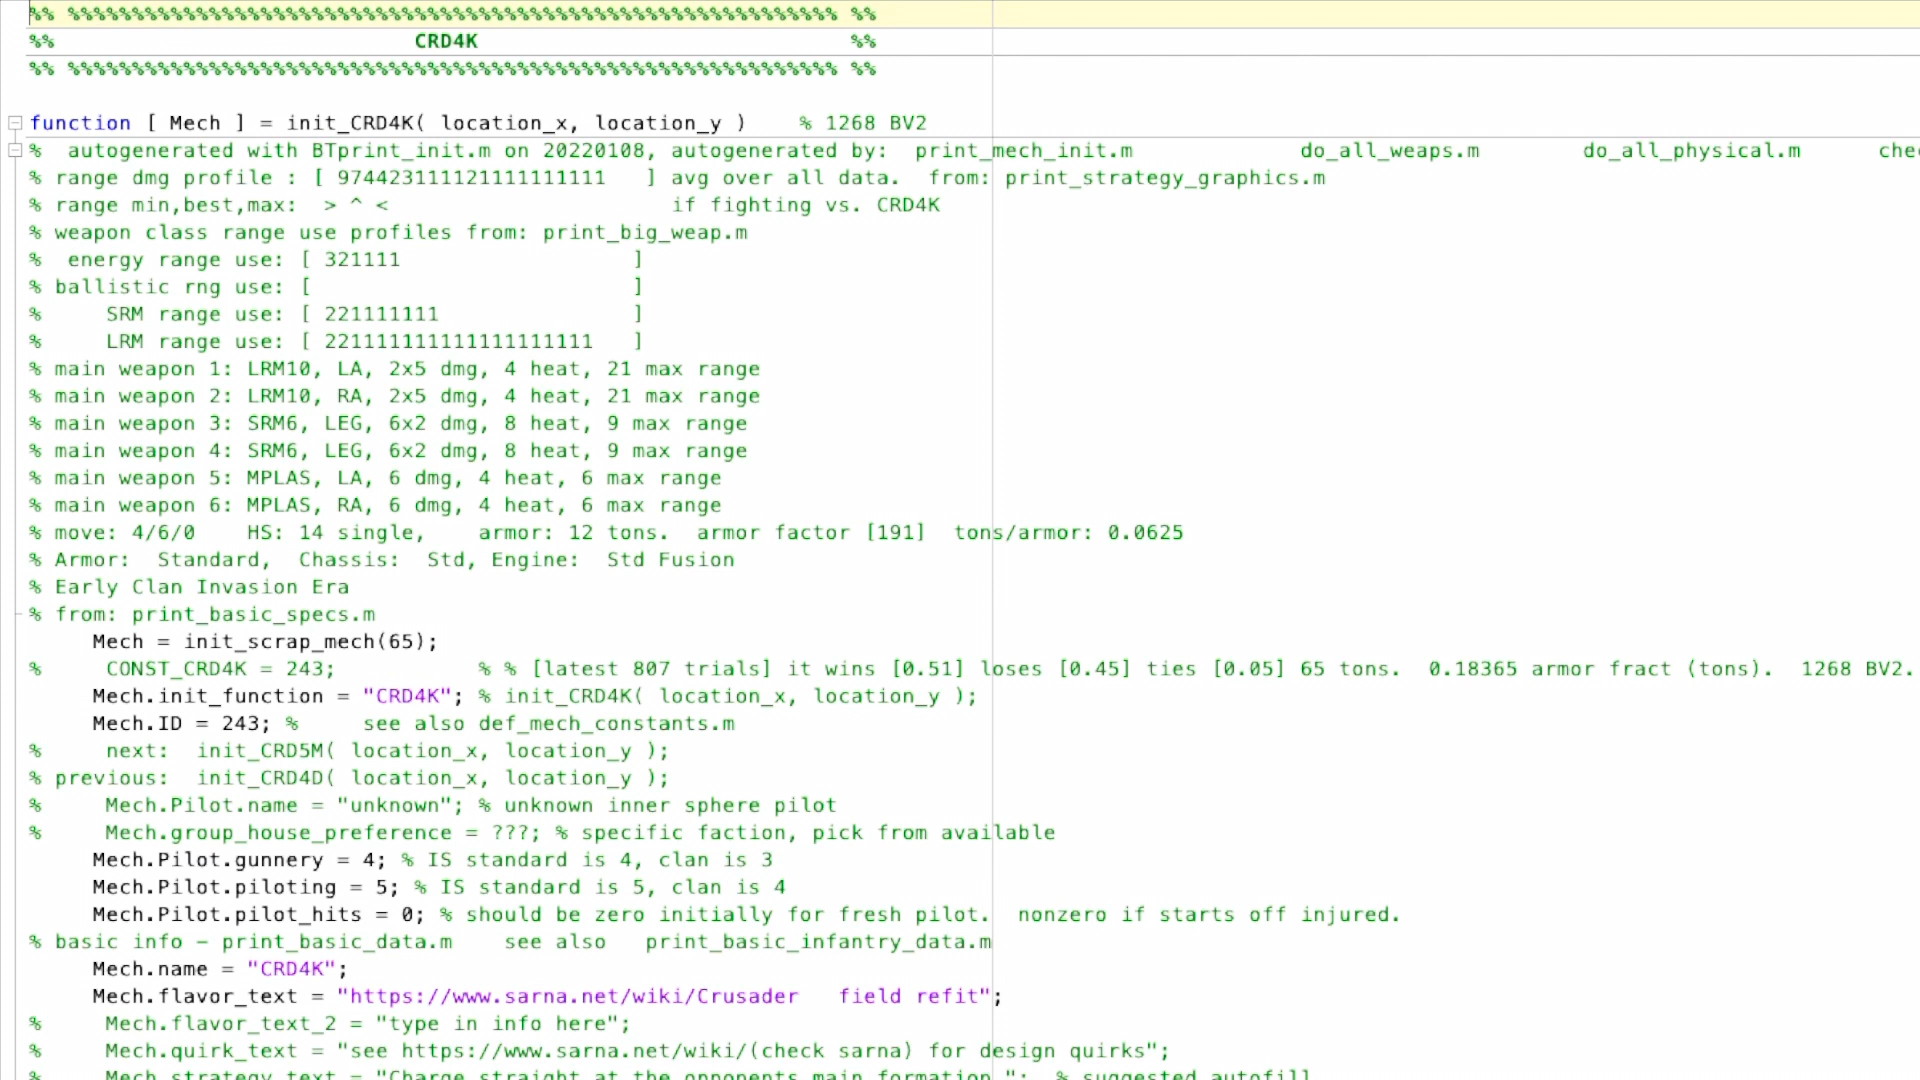 %% %%%%%%%%%%%%%%%%%%%%%%%%%%%%%%%%%%%%%%%%%%%%%%%%%%%%%%%%%%%% %%
%% CRD4K %%
%% %%%%%%%%%%%%%%%%%%%%%%%%%%%%%%%%%%%%%%%%%%%%%%%%%%%%%%%%%%%% %%
function [ Mech ] = init_CRD4K( location_x, location_y ) % 1268 BV2
% autogenerated with BTprint_init.m on 20220108, autogenerated by: print_mech_init.m do_all_weaps.m do_all_physical.m chec
% range dmg profile : [ 974423111121111111111 ] avg over all data. from: print_strategy_graphics.m
% range min,best,max: > ^ < if fighting vs. CRD4K
% weapon class range use profiles from: print_big_weap.m
% energy range use: [ 321111 ]
% ballistic rng use: [ ]
% SRM range use: [ 221111111 ]
% LRM range use: [ 221111111111111111111 ]
% main weapon 1: LRM10, LA, 2x5 dmg, 4 heat, 21 max range
% main weapon 2: LRM10, RA, 2x5 dmg, 4 heat, 21 max range
% main weapon 3: SRM6, LEG, 6x2 dmg, 8 heat, 9 max range
% main weapon 4: SRM6, LEG, 6x2 dmg, 8 heat, 9 max range
% main weapon 5: MPLAS, LA, 6 dmg, 4 heat, 6 max range
% main weapon 6: MPLAS, RA, 6 dmg, 4 heat, 6 max range
% move: 4/6/0 HS: 14 single, armor: 12 tons. armor factor [191] tons/armor: 0.0625
% Armor: Standard, Chassis: Std, Engine: Std Fusion
% Early Clan Invasion Era
% from: print_basic_specs.m
Mech = init_scrap_mech(65);
% CONST_CRD4K = 243; % % [latest 807 trials] it wins [0.51] loses [0.45] ties [0.05] 65 tons. 0.18365 armor fract (tons). 1268 BV2.
Mech.init_function = "CRD4K"; % init_CRD4K( location_x, location_y );
Mech.ID = 243; % see also def_mech_constants.m
% next: init_CRD5M( location_x, location_y );
% previous: init_CRD4D( location_x, location_y );
% Mech.Pilot.name = "unknown"; % unknown inner sphere pilot
% Mech.group_house_preference = ???; % specific faction, pick from available
Mech.Pilot.gunnery = 4; % IS standard is 4, clan is 3
Mech.Pilot.piloting = 5; % IS standard is 5, clan is 4
Mech.Pilot.pilot_hits = 0; % should be zero initially for fresh pilot. nonzero if starts off injured.
% basic info - print_basic_data.m see also print_basic_infantry_data.m
Mech.name = "CRD4K";
Mech.flavor_text = "https://www.sarna.net/wiki/Crusader field refit";
% Mech.flavor_text_2 = "type in info here";
% Mech.quirk_text = "see https://www.sarna.net/wiki/(check sarna) for design quirks";
% Mech.strategy_text = "Charge straight at the opponents main formation."; % suggested autofill